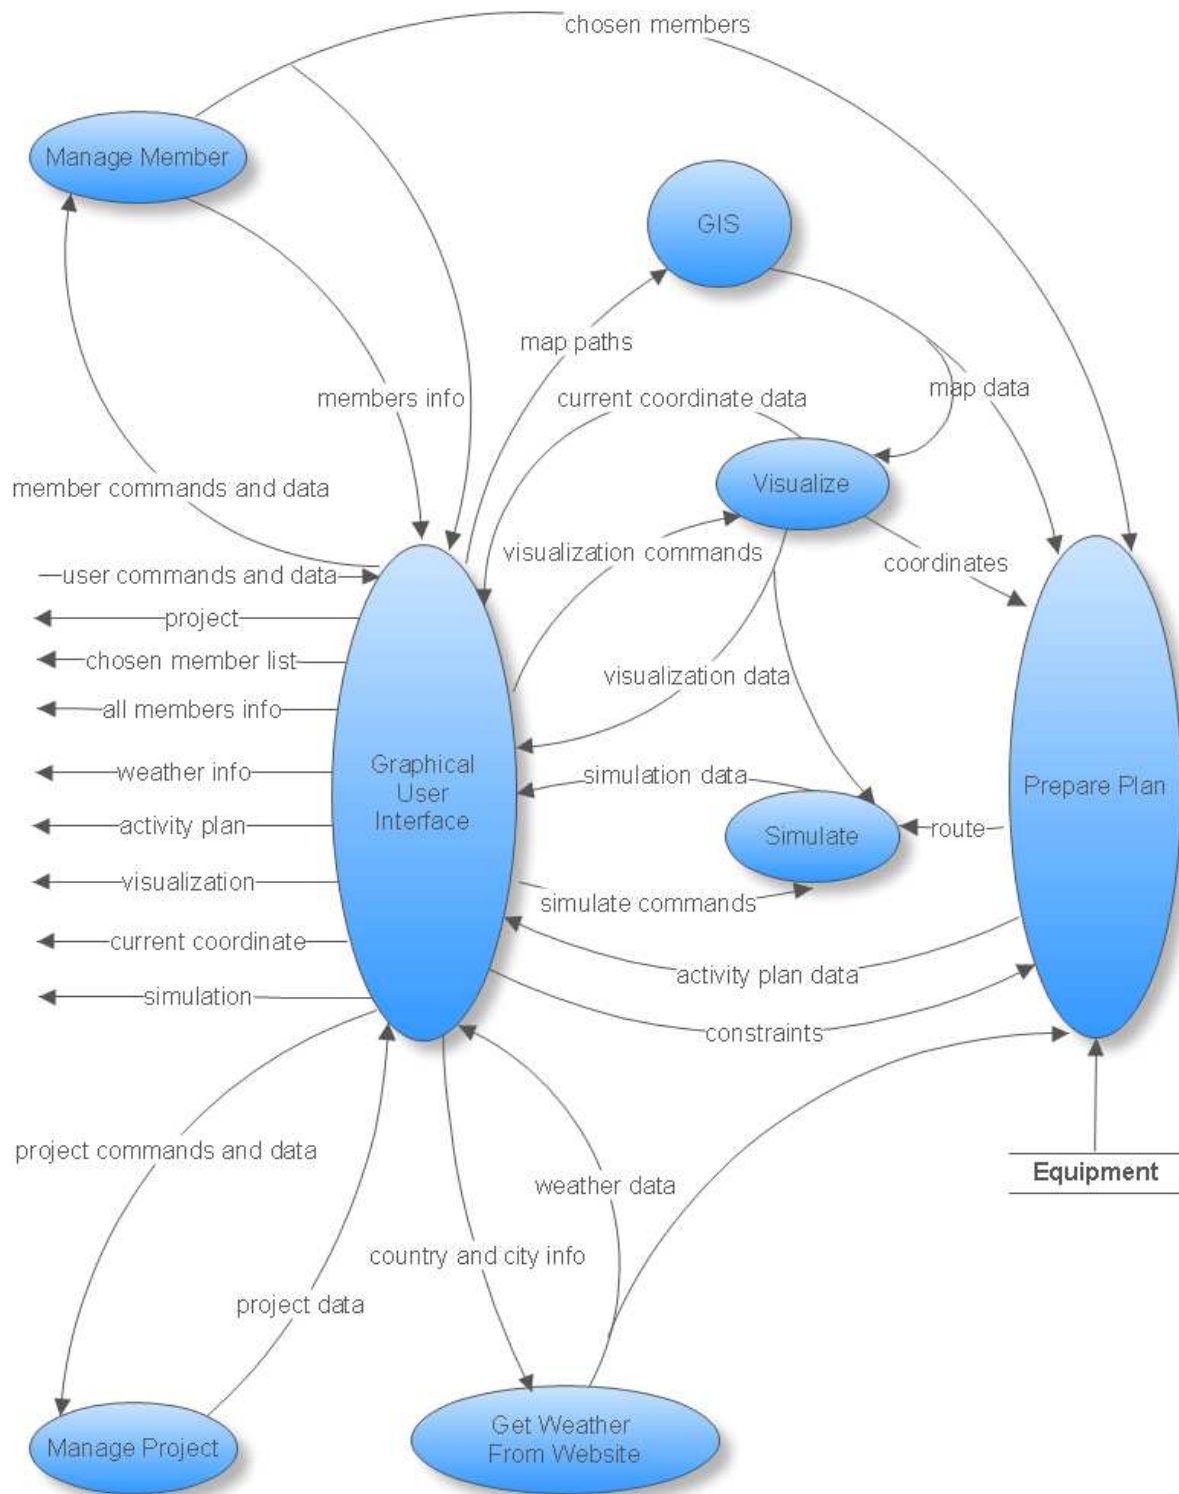 chosen members
Manage Member
GIS
map paths
map data
members info
current coordinate data
member commands and data
Visualize
visualization commands
coordinates
user commands and data
project
chosen member list
visualization data
all members info
weather info
Graphical
User
Interface
simulation data
Prepare Plan
activity plan
Simulate
route
visualization
simulate commands
current coordinate
activity plan data
simulation
constraints
project commands and data
Equipment
weather data
country and city info
project data
Get Weather
From Website
Manage Project